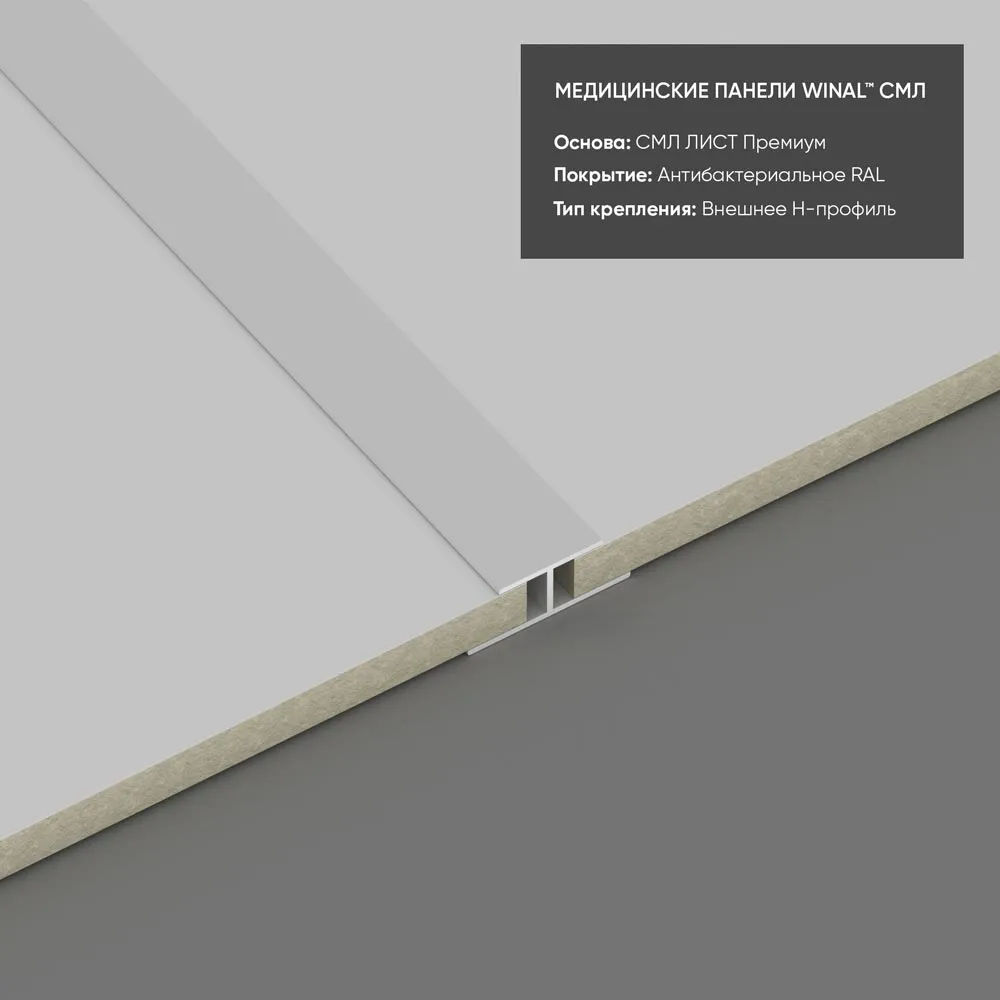 МЕДИЦИНСКИЕ ПАНЕЛИ WINAL™ СМЛ
Основа: СМЛ ЛИСТ Премиум
Покрытие: Антибактериальное RAL
Тип крепления: Внешнее Н-профиль